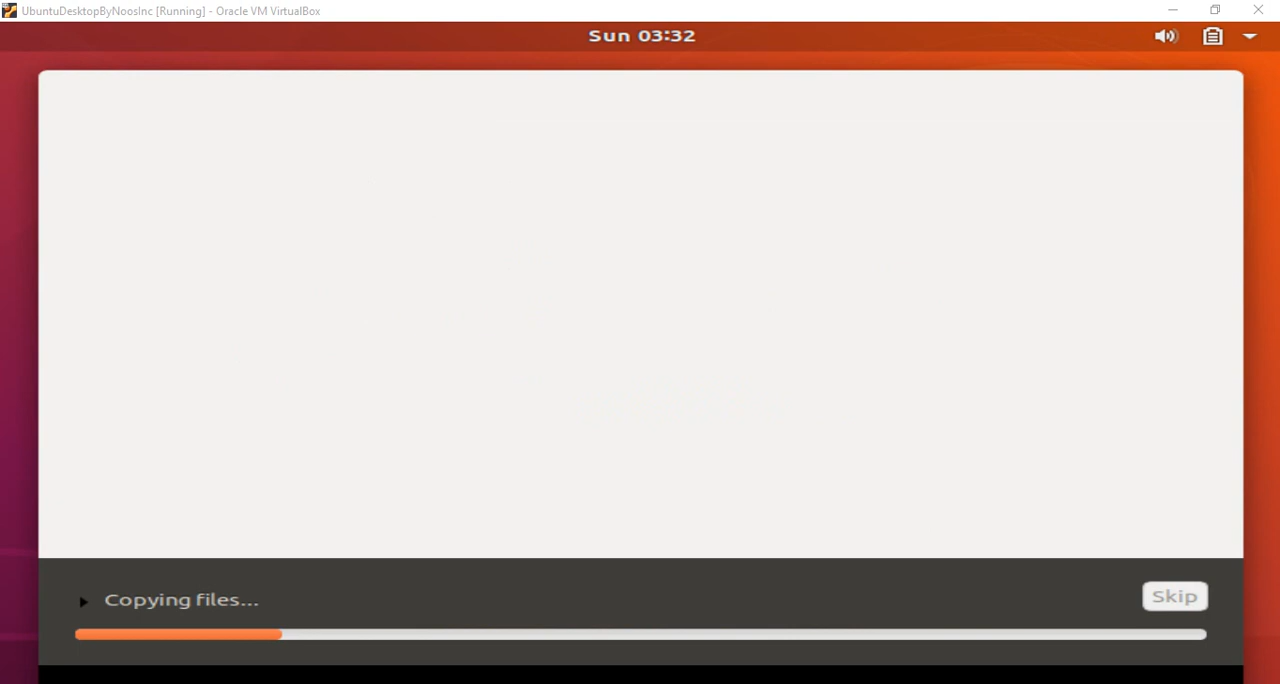 UbuntuDesktopByNoosInc [Running] - Oracle VM VirtualBox
Sun 03:32
Copying files...
Skip